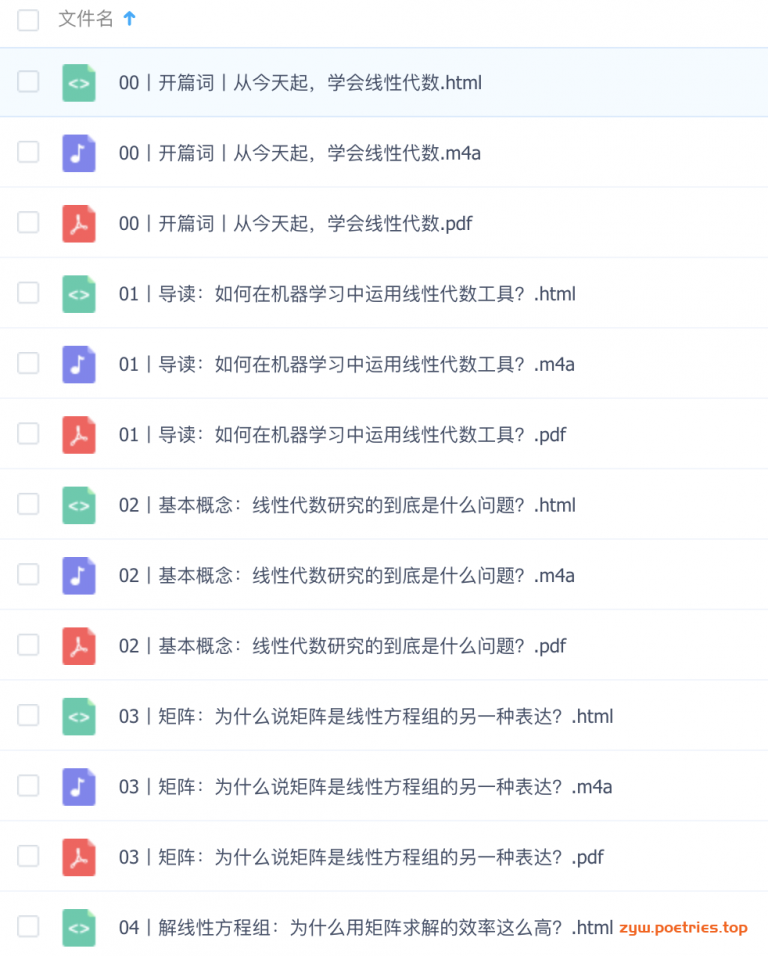 文件名
00丨开篇词丨从今天起，学会线性代数.html
00丨开篇词丨从今天起，学会线性代数.m4a
00丨开篇词丨从今天起，学会线性代数.pdf
01丨导读：如何在机器学习中运用线性代数工具？.html
01丨导读：如何在机器学习中运用线性代数工具？.m4a
01丨导读：如何在机器学习中运用线性代数工具？.pdf
02丨基本概念：线性代数研究的到底是什么问题？.html
02丨基本概念：线性代数研究的到底是什么问题？.m4a
02丨基本概念：线性代数研究的到底是什么问题？.pdf
03丨矩阵：为什么说矩阵是线性方程组的另一种表达？.html
03丨矩阵：为什么说矩阵是线性方程组的另一种表达？.m4a
03丨矩阵：为什么说矩阵是线性方程组的另一种表达？.pdf
04丨解线性方程组：为什么用矩阵求解的效率这么高？.html zyw.poetries.top